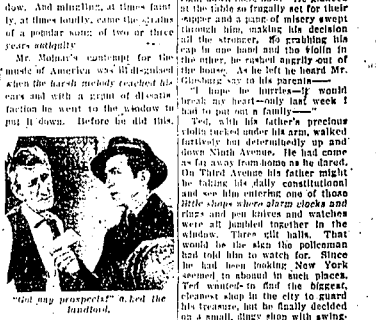 dow. And mingling, at times faint-
ly, at times loudly, came the strains
of a popular song of two or three
years antiquity
Mr. Molnar's contempt for the
music of America was
when the harsh melody reached his
ears and with a grunt of
faction he went to the window to
put it down. Before he did this,
"Got any prospects?" asked the
landlord.
at the table so frugally set for their
supper and a pang of misery swept
through him, making his decision
all the stronger. So grabbing his
cap in one hand and the violin in
the other, he rushed angrily out of
the house. As he left he heard Mr.
Ginsburg say to his parents—
"I hope he hurries—it would
break my heart—only last week I
had to put out a family—"
Ted, with his father's precious
violin tucked under his arm, walked
furtively but determinedly up and
down Ninth Avenue. He had come
as far away from home as he dared.
On Third Avenue his father might
be taking his daily constitutional
and see him entering one of those
little shops where alarm clocks and
rings and pen knives and watches
were all jumbled together in the
window. Three gilt balls. That
would be the sign the policeman
had told him to watch for. Since
he had been looking New York
seemed to abound in such places.
Ted wanted to find the biggest,
cleanest shop in the city to guard
his treasure, but he finally decided
on a small, dingy shop with swing-